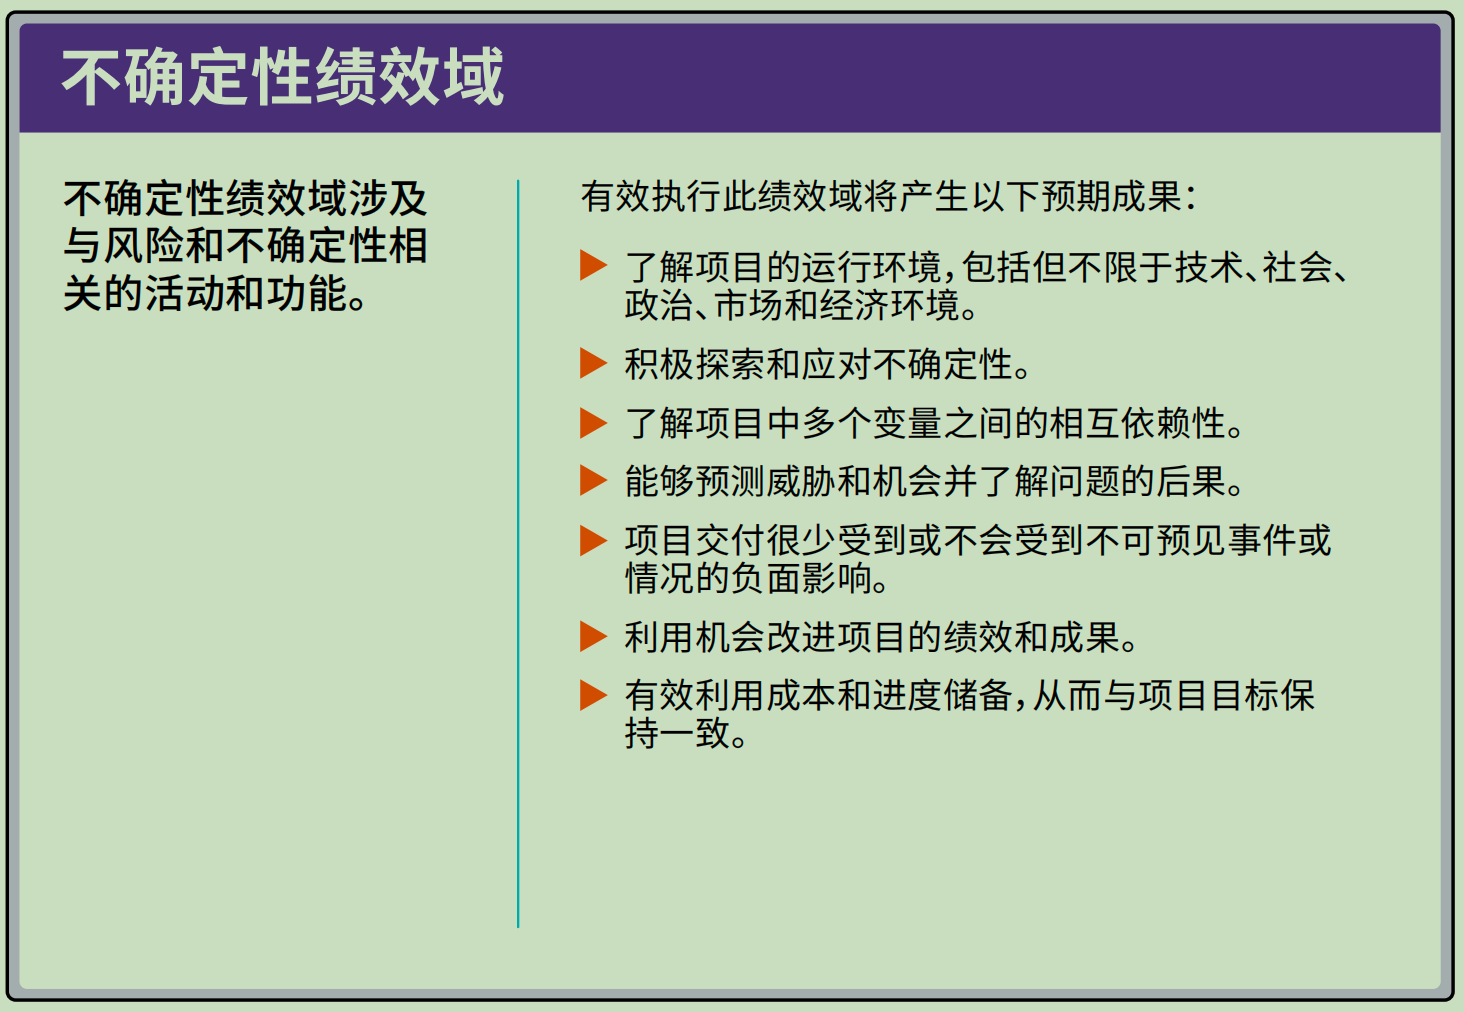 不确定性绩效域
不确定性绩效域涉及
与风险和不确定性相
关的活动和功能。
有效执行此绩效域将产生以下预期成果：
了解项目的运行环境，包括但不限于技术、社会、
政治、市场和经济环境。
积极探索和应对不确定性。
了解项目中多个变量之间的相互依赖性。
能够预测威胁和机会并了解问题的后果。
项目交付很少受到或不会受到不可预见事件或
情况的负面影响。
利用机会改进项目的绩效和成果。
有效利用成本和进度储备，从而与项目目标保
持一致。